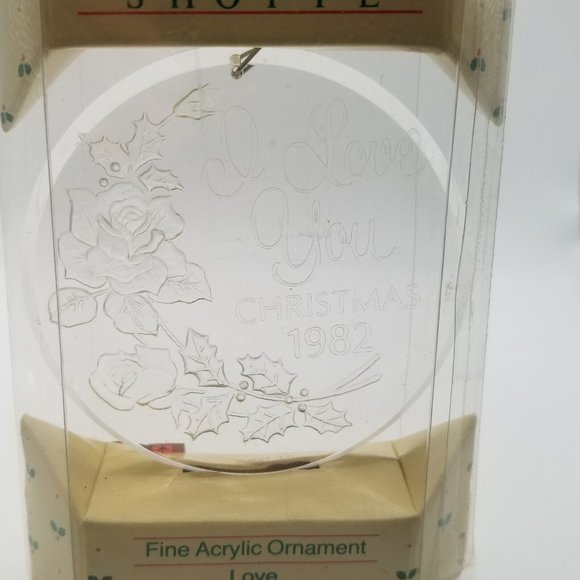 SHOPPE
I Love
You
CHRISTMAS
1982
Fine Acrylic Ornament
Love